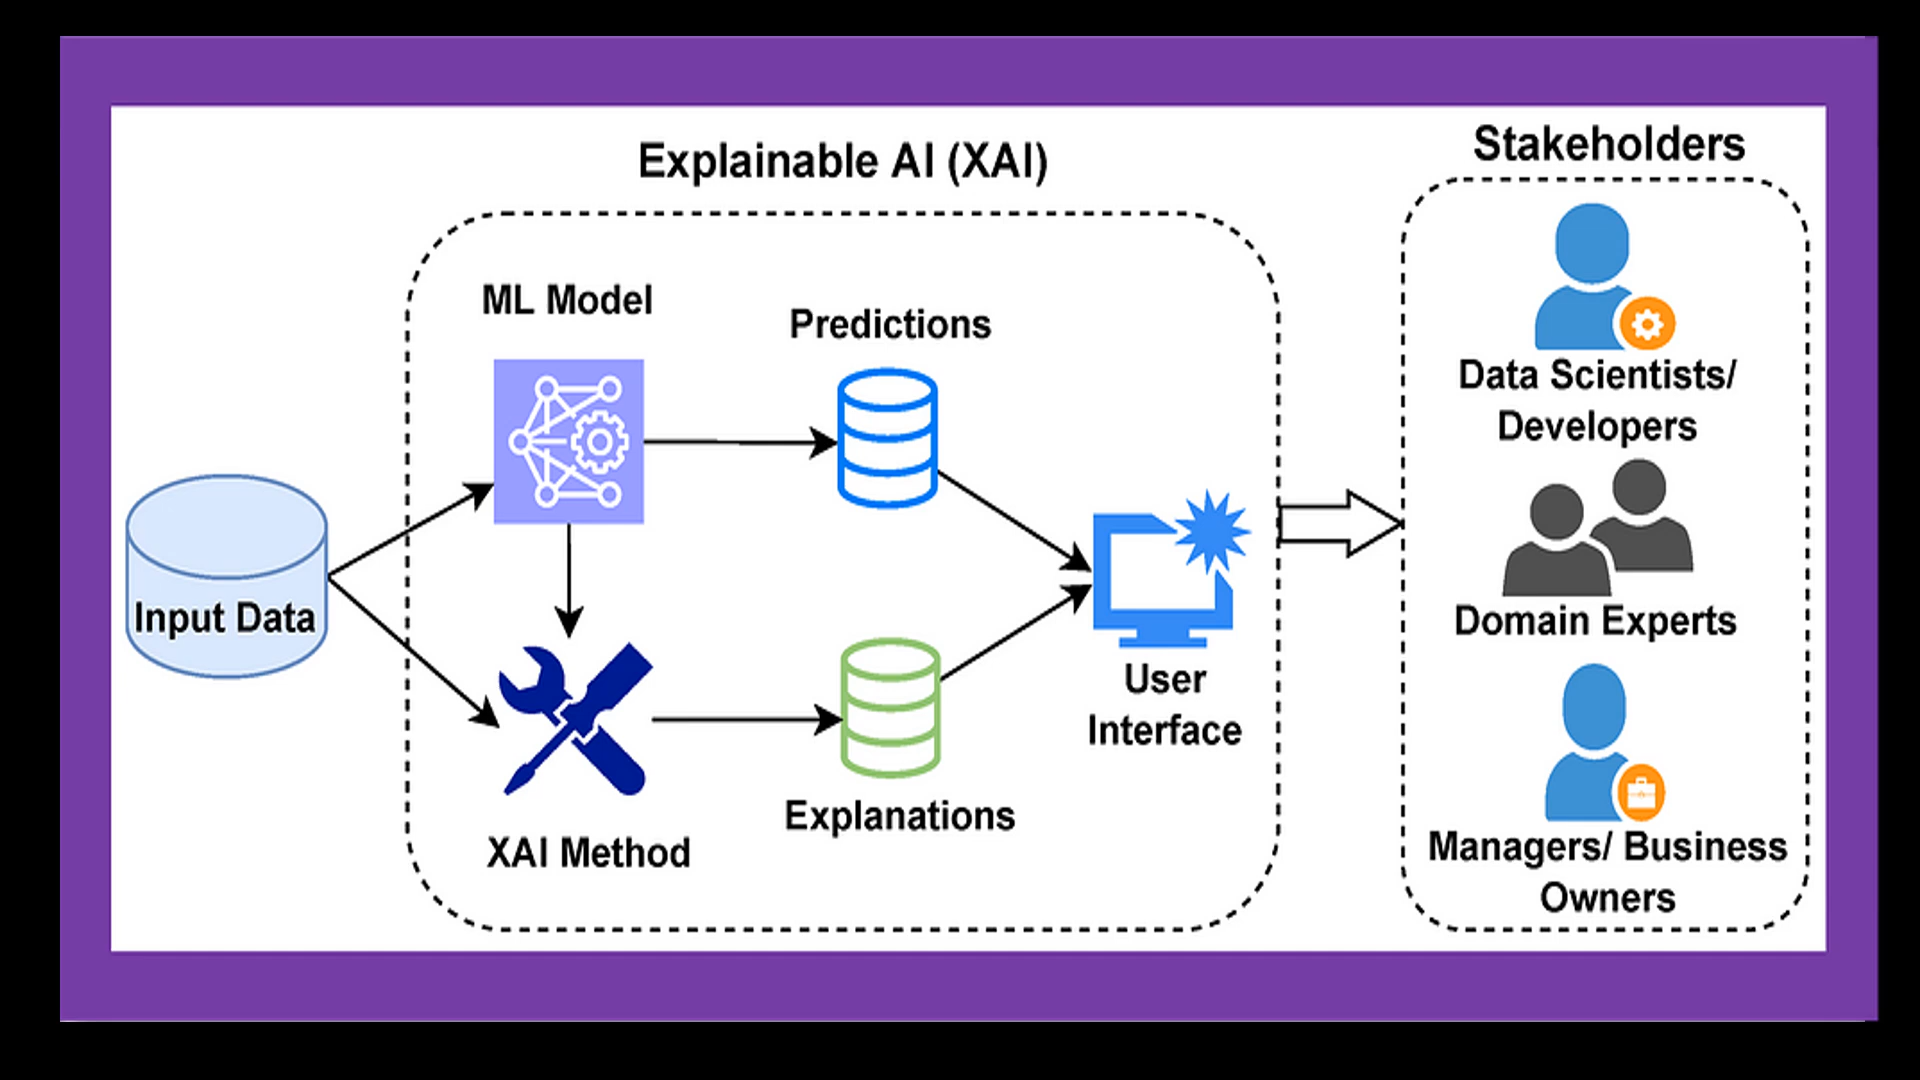 Explainable AI (XAI)
Stakeholders
ML Model
Predictions
Input Data
XAI Method
Explanations
User
Interface
Data Scientists/
Developers
Domain Experts
Managers/ Business
Owners